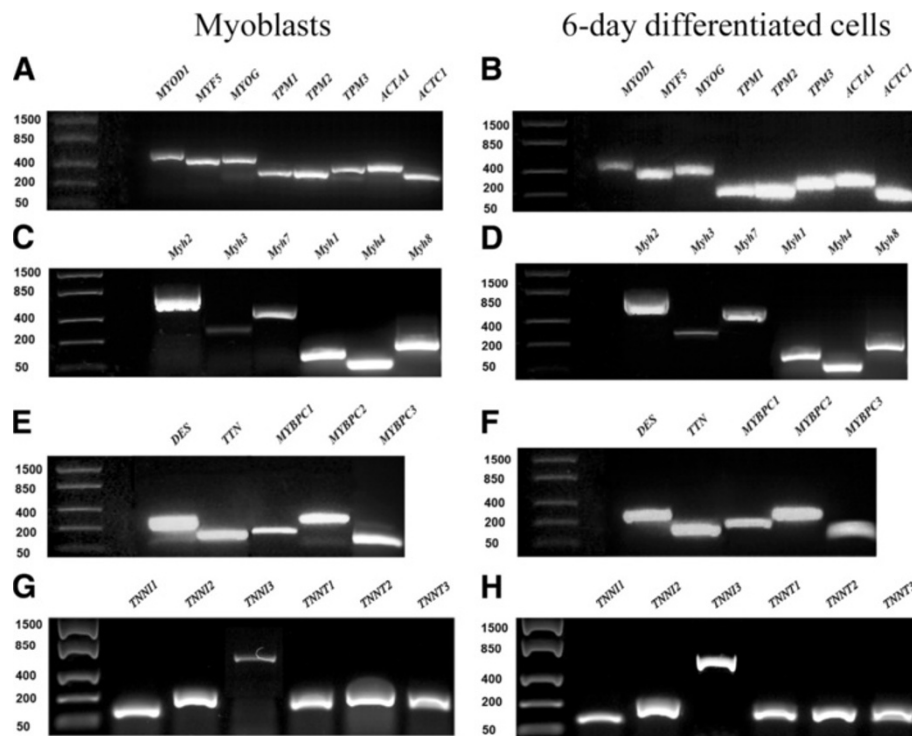 Myoblasts
6-day differentiated cells
A
MYOD1 MYF5 MYOG TPM1 TPM2 TPM3 ACTA1 ACTC1
1500
850
400
200
50
B
MYOD1 MYF5 MYOG TPM1 TPM2 TPM3 ACTA1 ACTC1
1500
850
400
200
50
C
Myh2 Myh3 Myh7 Myh1 Myh4 Myh8
1500
850
400
200
50
D
Myh2 Myh3 Myh7 Myh1 Myh4 Myh8
1500
850
400
200
50
E
DES TTN MYBPC1 MYBPC2 MYBPC3
1500
850
400
200
50
F
DES TTN MYBPC1 MYBPC2 MYBPC3
1500
850
400
200
50
G
TNNI1 TNNI2 TNNI3 TNNT1 TNNT2 TNNT3
1500
850
400
200
50
H
TNNI1 TNNI2 TNNI3 TNNT1 TNNT2 TNNT3
1500
850
400
200
50